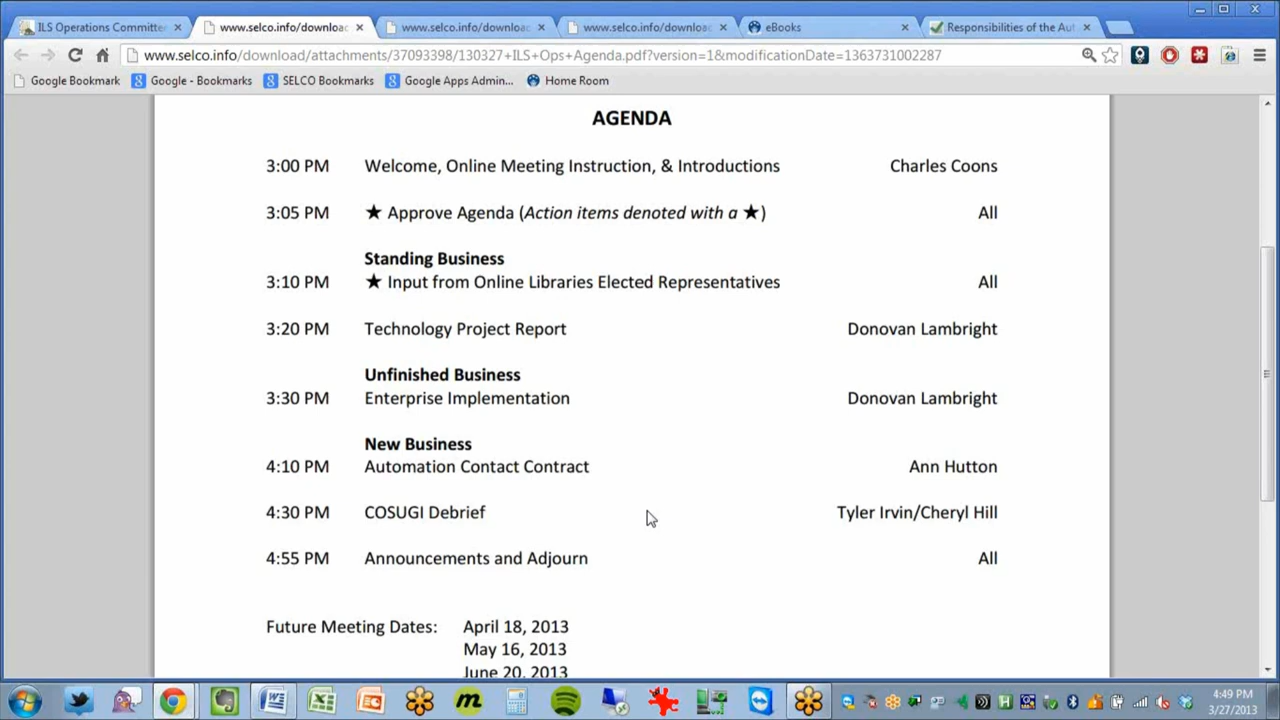 ILS Operations Committe
www.selco.info/downloac
www.selco.info/downloac
www.selco.info/downloac
eBooks
Responsibilities of the Aut
www.selco.info/download/attachments/37093398/130327+ILS+Ops+Agenda.pdf?version=1&modificationDate=1363731002287
Google Bookmark
Google - Bookmarks
SELCO Bookmarks
Google Apps Admin...
Home Room
AGENDA
3:00 PM Welcome, Online Meeting Instruction, & Introductions Charles Coons
3:05 PM ★ Approve Agenda (Action items denoted with a ★) All
Standing Business
3:10 PM ★ Input from Online Libraries Elected Representatives All
3:20 PM Technology Project Report Donovan Lambright
Unfinished Business
3:30 PM Enterprise Implementation Donovan Lambright
New Business
4:10 PM Automation Contact Contract Ann Hutton
4:30 PM COSUGI Debrief Tyler Irvin/Cheryl Hill
4:55 PM Announcements and Adjourn All
Future Meeting Dates: April 18, 2013
May 16, 2013
June 20, 2013
4:49 PM
3/27/2013